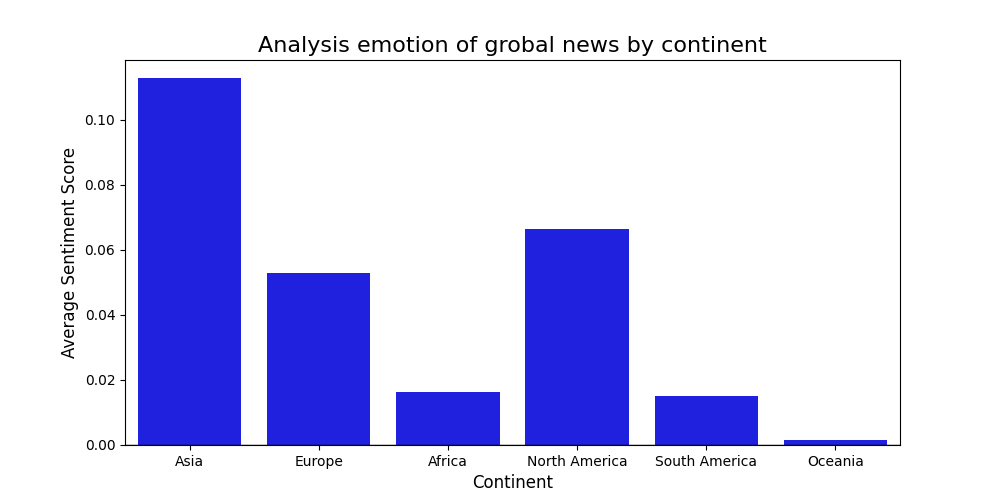 Analysis emotion of grobal news by continent
Average Sentiment Score
0.10
0.08
0.06
0.04
0.02
0.00
Asia Europe Africa North America South America Oceania
Continent